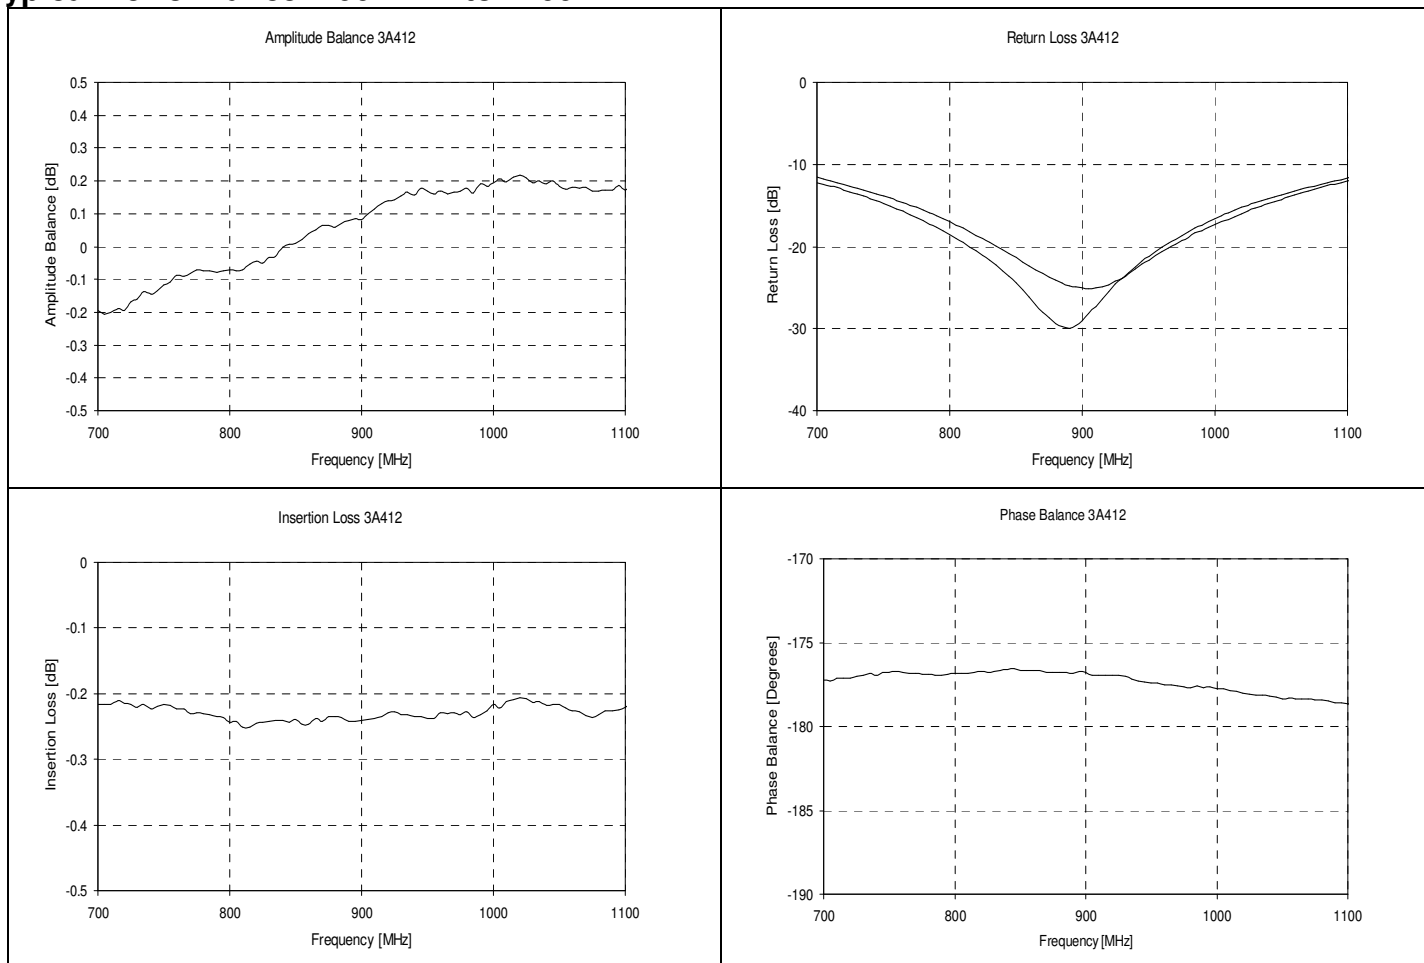 Amplitude Balance 3A412
0.5
0.4
0.3
0.2
0.1
0
-0.1
-0.2
-0.3
-0.4
-0.5
Amplitude Balance [dB]
700 800 900 1000 1100
Frequency [MHz]
Return Loss 3A412
0
-10
-20
-30
-40
Return Loss [dB]
700 800 900 1000 1100
Frequency [MHz]
Insertion Loss 3A412
0
-0.1
-0.2
-0.3
-0.4
-0.5
Insertion Loss [dB]
700 800 900 1000 1100
Frequency [MHz]
Phase Balance 3A412
-170
-175
-180
-185
-190
Phase Balance [Degrees]
700 800 900 1000 1100
Frequency [MHz]